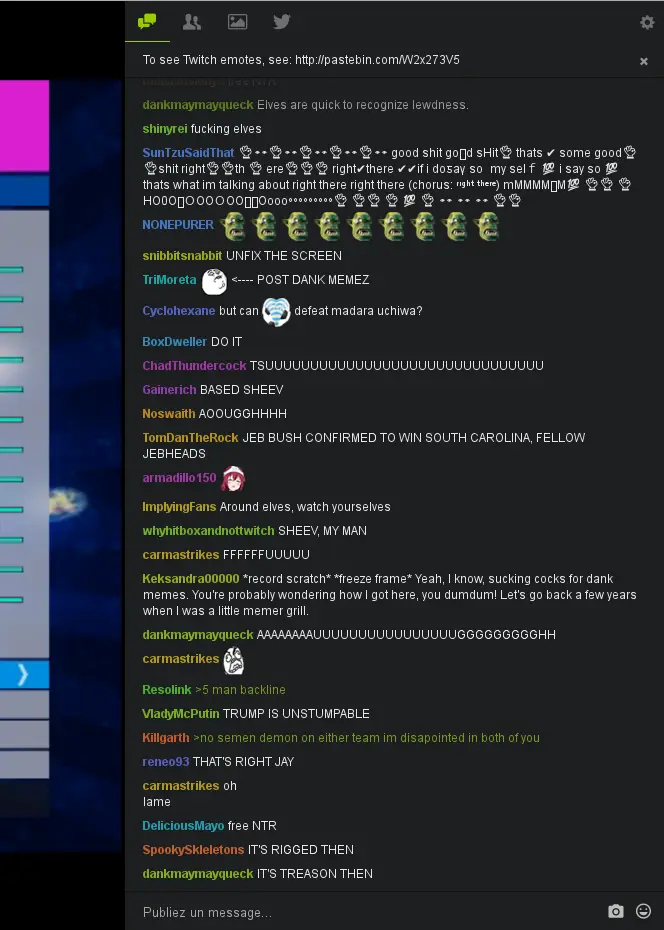 To see Twitch emotes, see: http://pastebin.com/W2x273V5
dankmaymayqueck Elves are quick to recognize lewdness.
shinyrei fucking elves
SunTzuSaidThat 👌👀👌👀👌👀👌👀👌👀 good shit go౦ԁ sHit👌 thats ✔ some good👌
👌shit right👌👌th 👌 ere👌👌👌 right✔there ✔✔if i do ƽaү so my selｆ 💯 i say so 💯
thats what im talking about right there right there (chorus: ʳᶦᵍʰᵗ ᵗʰᵉʳᵉ) mMMMMᎷM💯 👌👌 👌
HO0ОଠOOOOOОଠଠOoooᵒᵒᵒᵒᵒᵒᵒᵒᵒ👌 👌👌 👌 💯 👌 👀 👀 👀 👌👌
NONEPURER
snibbitsnabbit UNFIX THE SCREEN
TriMoreta <---- POST DANK MEMEZ
Cyclohexane but can defeat madara uchiwa?
BoxDweller DO IT
ChadThundercock TSUUUUUUUUUUUUUUUUUUUUUUUUUUUUUUU
Gainerich BASED SHEEV
Noswaith AOOUGGHHHH
TomDanTheRock JEB BUSH CONFIRMED TO WIN SOUTH CAROLINA, FELLOW
JEBHEADS
armadillo150
ImplyingFans Around elves, watch yourselves
whyhitboxandnottwitch SHEEV, MY MAN
carmastrikes FFFFFFUUUUU
Keksandra00000 *record scratch* *freeze frame* Yeah, I know, sucking cocks for dank
memes. You're probably wondering how I got here, you dumdum! Let's go back a few years
when I was a little memer grill.
dankmaymayqueck AAAAAAAAUUUUUUUUUUUUUUUUGGGGGGGGGHH
carmastrikes
Resolink >5 man backline
VladyMcPutin TRUMP IS UNSTUMPABLE
Killgarth >no semen demon on either team im disapointed in both of you
reneo93 THAT'S RIGHT JAY
carmastrikes oh
lame
DeliciousMayo free NTR
SpookySkleletons IT'S RIGGED THEN
dankmaymayqueck IT'S TREASON THEN
Publiez un message...